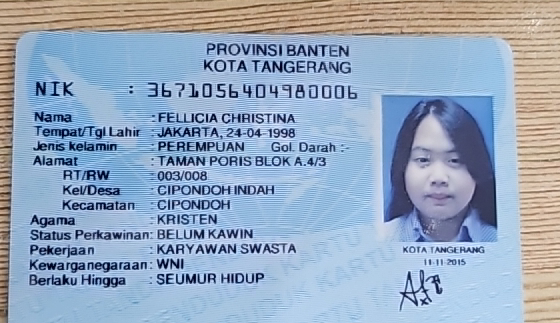 PROVINSI BANTEN
KOTA TANGERANG
NIK : 3671056404980006
Nama : FELLICIA CHRISTINA
Tempat/Tgl Lahir : JAKARTA, 24-04-1998
Jenis kelamin : PEREMPUAN Gol. Darah :-
Alamat : TAMAN PORIS BLOK A.4/3
RT/RW : 003/008
Kel/Desa : CIPONDOH INDAH
Kecamatan : CIPONDOH
Agama : KRISTEN
Status Perkawinan: BELUM KAWIN
Pekerjaan : KARYAWAN SWASTA
Kewarganegaraan: WNI
Berlaku Hingga : SEUMUR HIDUP
KOTA TANGERANG
11-11-2015